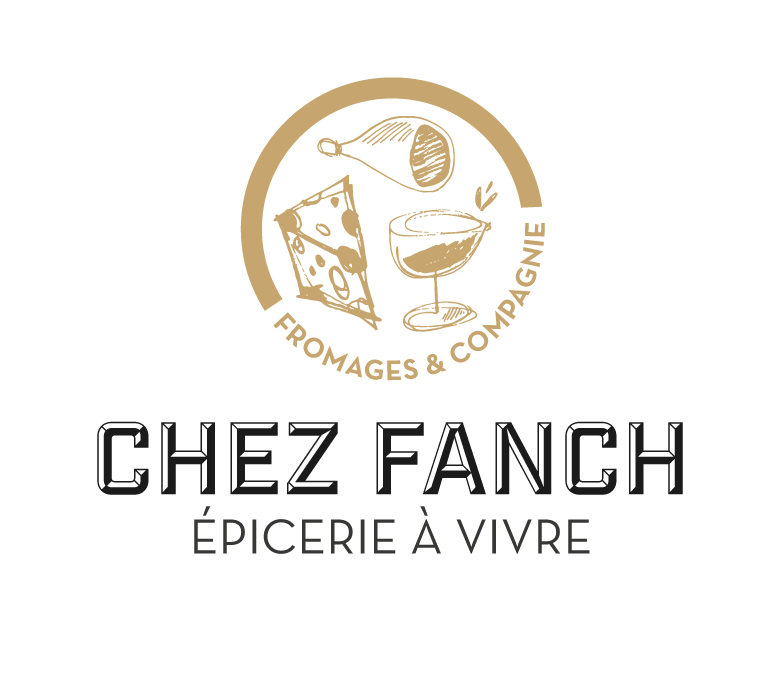 FROMAGES & COMPAGNIE
CHEZ FANCH
ÉPICERIE À VIVRE